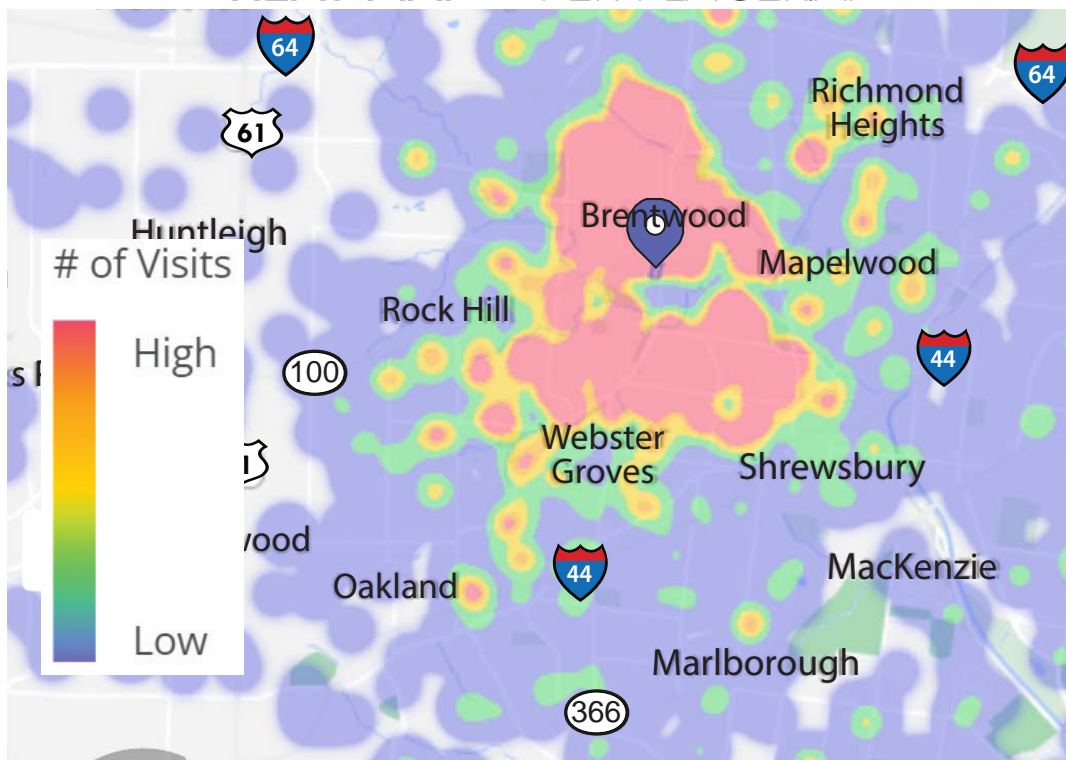 64
64
Richmond
Heights
61
Brentwood
Huntleigh
# of Visits
Mapelwood
Rock Hill
High
44
100
Webster
Groves
Shrewsbury
wood
MacKenzie
44
Oakland
Low
Marlborough
366